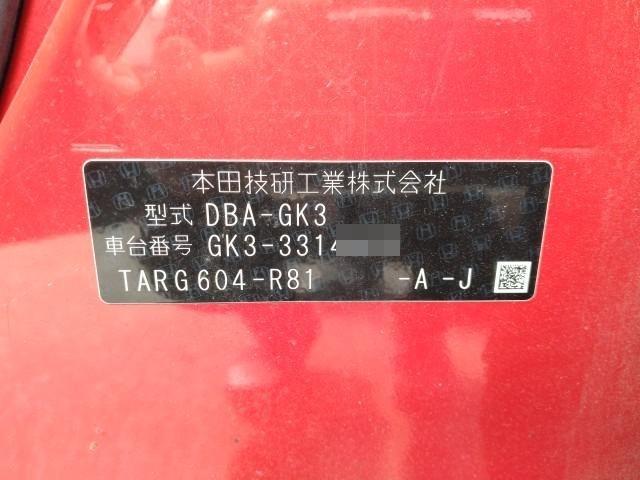 本田技研工業株式会社
型式 DBA-GK3
車台番号 GK3-3314
TARG604-R81 -A -J